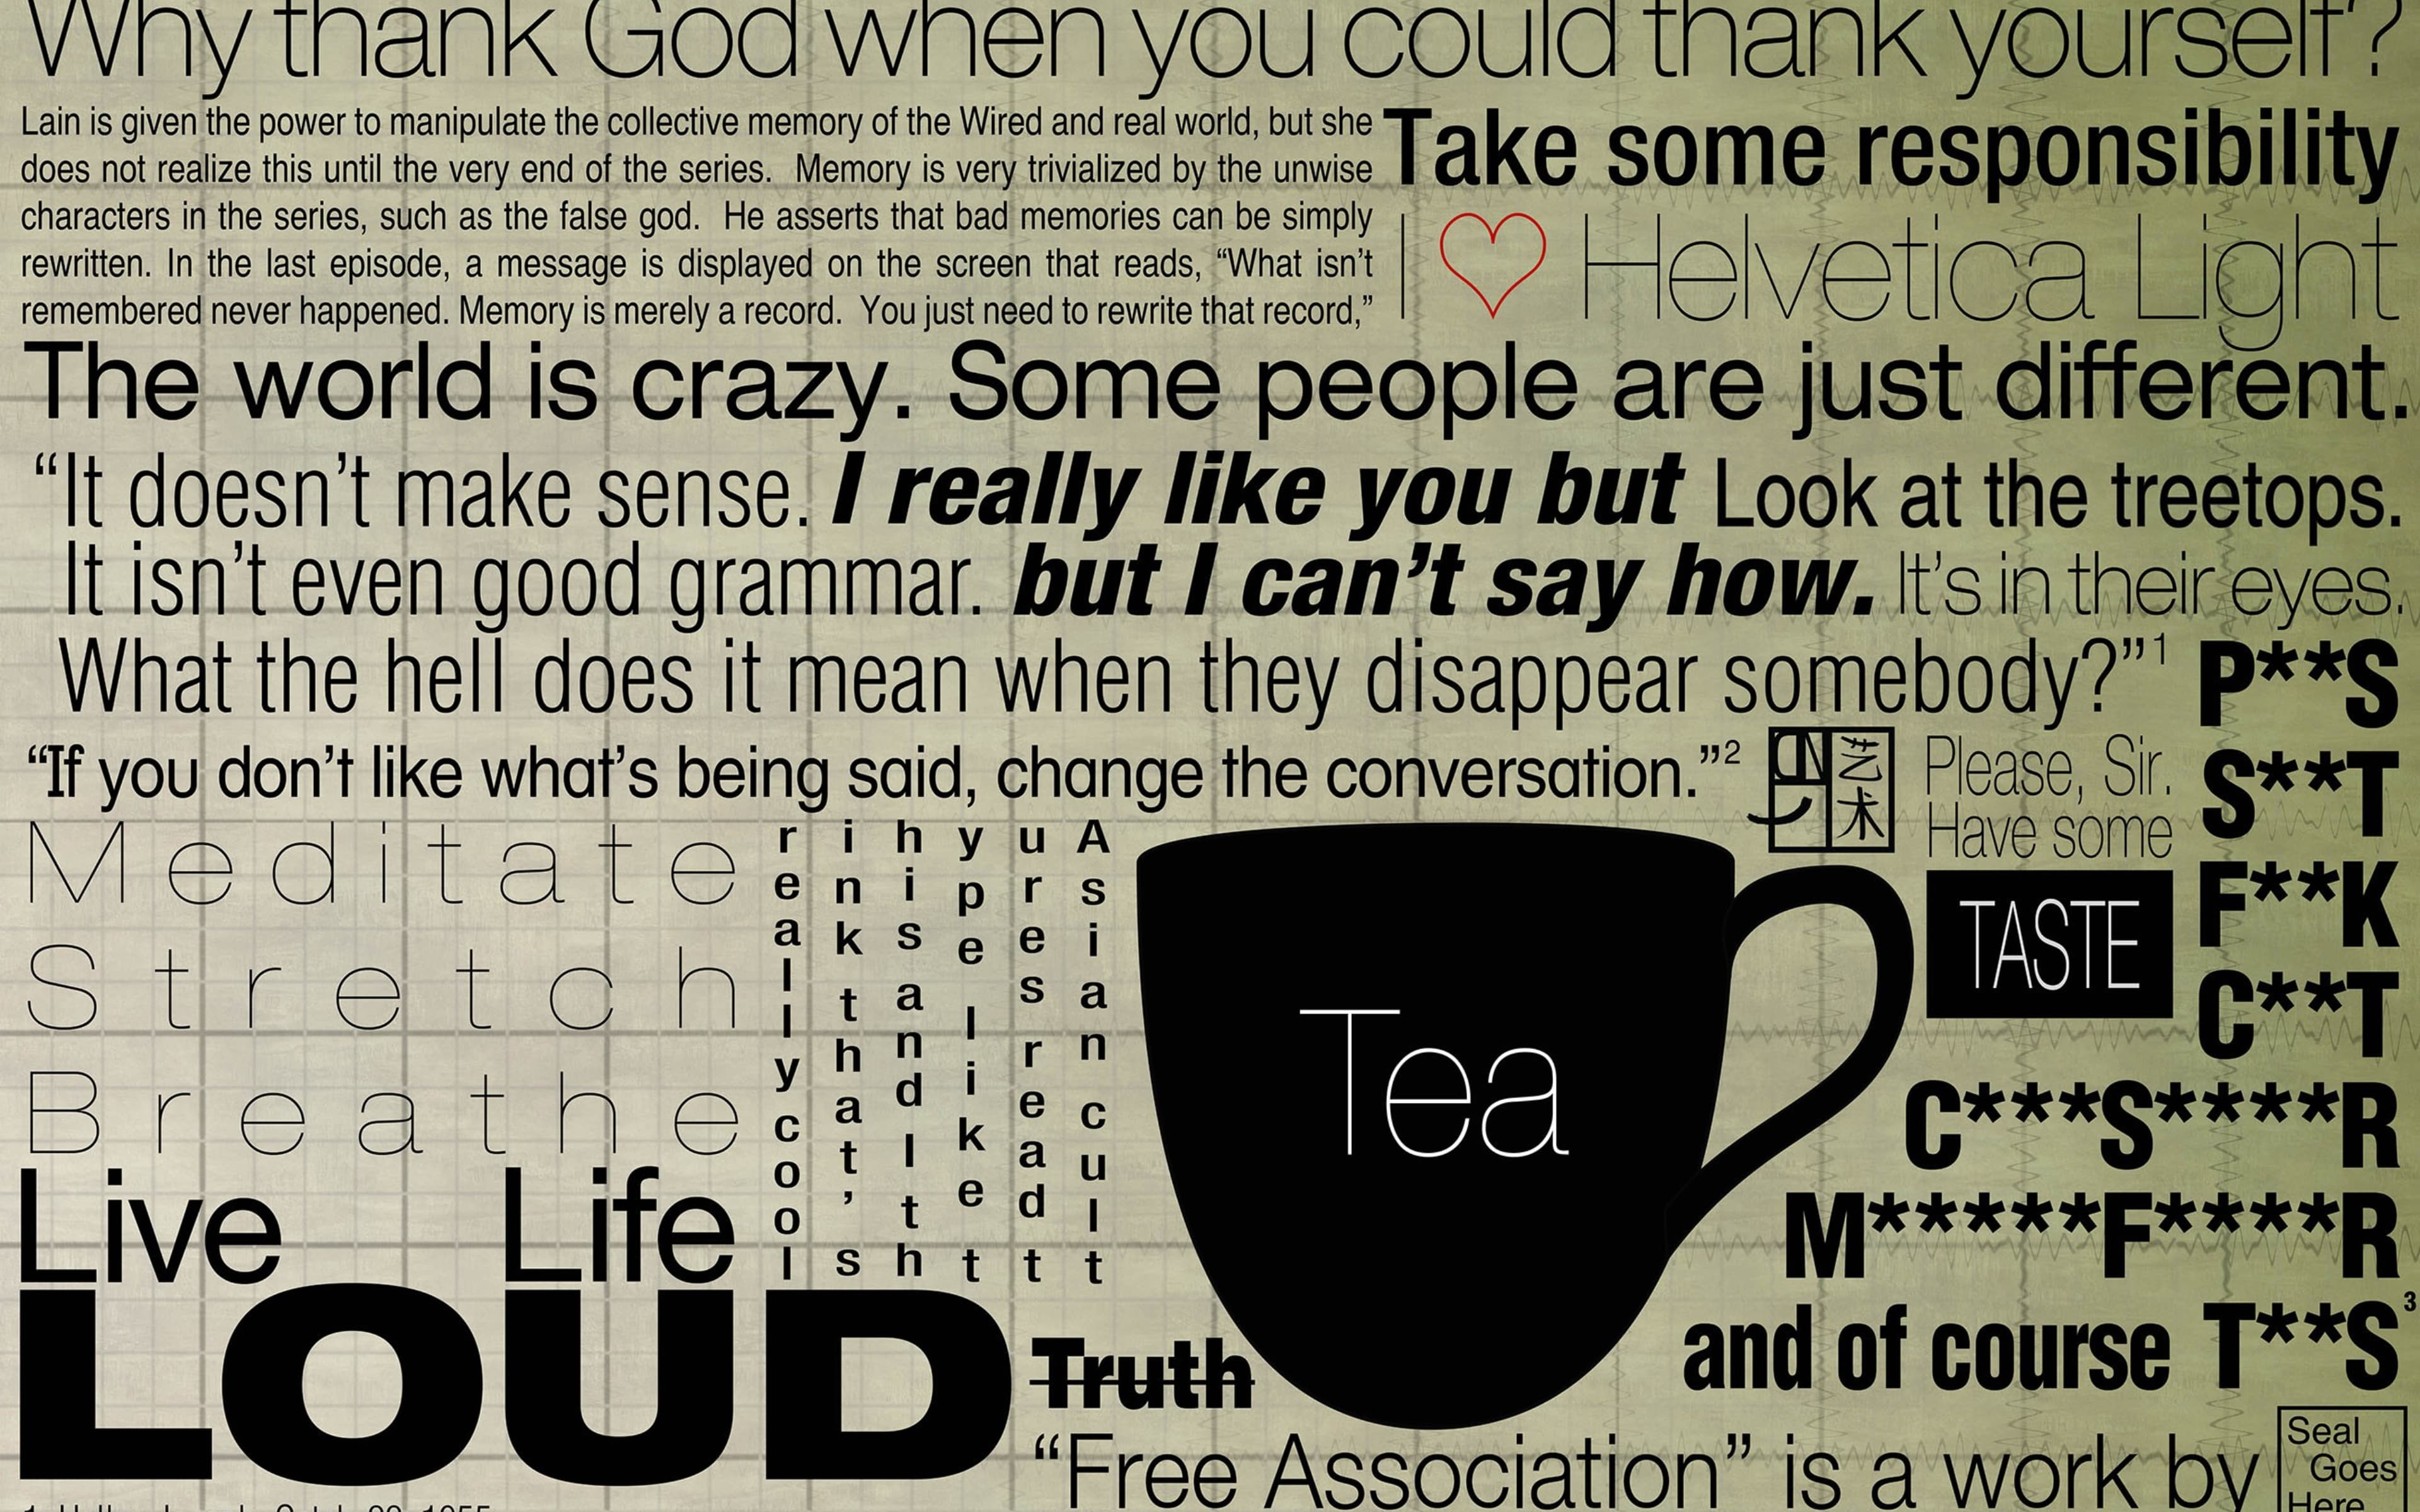 Why thank God when you could thank yourself?
Lain is given the power to manipulate the collective memory of the Wired and real world, but she
does not realize this until the very end of the series. Memory is very trivialized by the unwise
characters in the series, such as the false god. He asserts that bad memories can be simply
rewritten. In the last episode, a message is displayed on the screen that reads, “What isn’t
remembered never happened. Memory is merely a record. You just need to rewrite that record,”
Take some responsibility
I ♡ Helvetica Light
The world is crazy. Some people are just different.
“It doesn’t make sense. I really like you but Look at the treetops.
It isn’t even good grammar. but I can’t say how. It’s in their eyes.
What the hell does it mean when they disappear somebody?”1
“If you don’t like what’s being said, change the conversation.”2
艺术
Please, Sir.
Have some
TASTE
P**S
S**T
F**K
C**T
C***S****R
M*****F****R
and of course T**S3
Meditate
Stretch
Breathe
Live Life
LOUD
Asian cult
ures read t
ype like t
his and I th
ink that’s
really cool
Tea
Truth
“Free Association” is a work by
Seal
Goes
Here